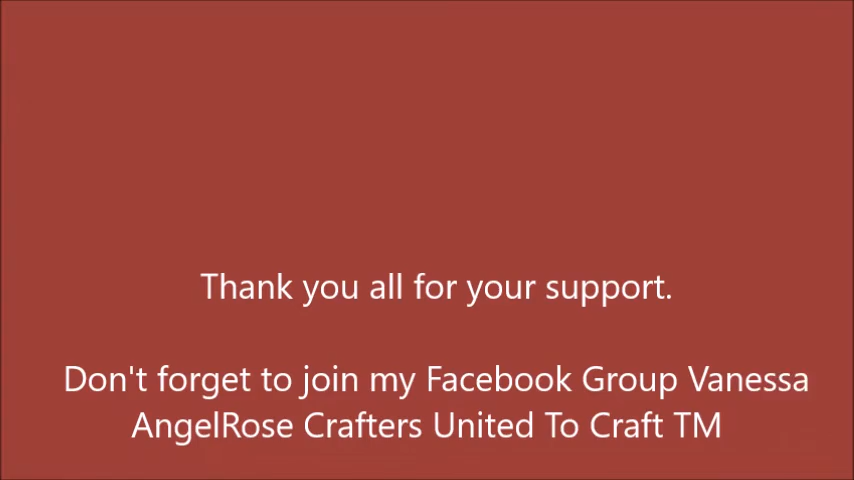 Thank you all for your support.
Don't forget to join my Facebook Group Vanessa
AngelRose Crafters United To Craft TM